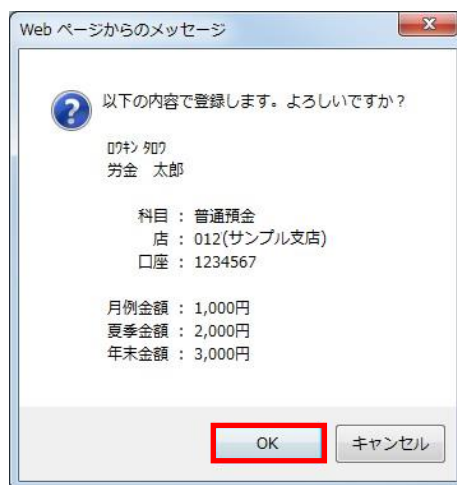 Web ページからのメッセージ
以下の内容で登録します。よろしいですか？
ﾛｳｷﾝ ﾀﾛｳ
労金　太郎
科目 : 普通預金
店 : 012(サンプル支店)
口座 : 1234567
月例金額 : 1,000円
夏季金額 : 2,000円
年末金額 : 3,000円
OK キャンセル